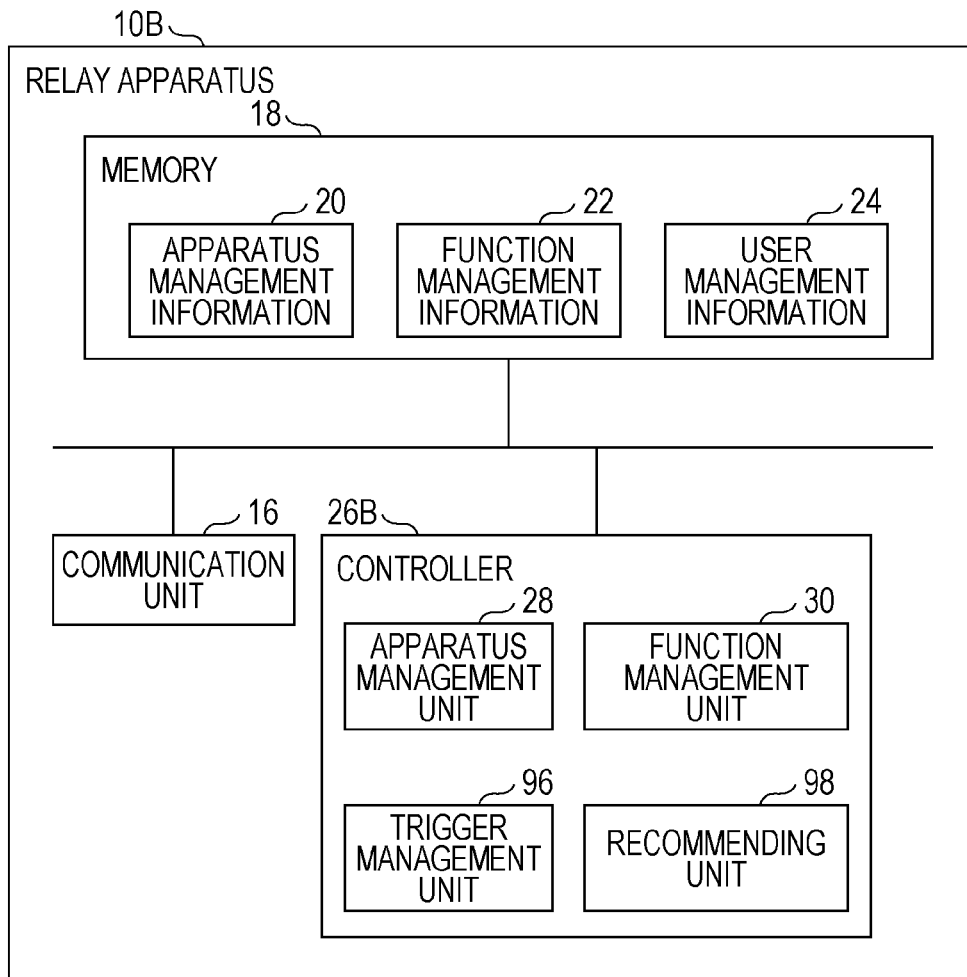 10B
RELAY APPARATUS
18
MEMORY
20
APPARATUS
MANAGEMENT
INFORMATION
22
FUNCTION
MANAGEMENT
INFORMATION
24
USER
MANAGEMENT
INFORMATION
16
COMMUNICATION
UNIT
26B
CONTROLLER
28
APPARATUS
MANAGEMENT
UNIT
30
FUNCTION
MANAGEMENT
UNIT
96
TRIGGER
MANAGEMENT
UNIT
98
RECOMMENDING
UNIT